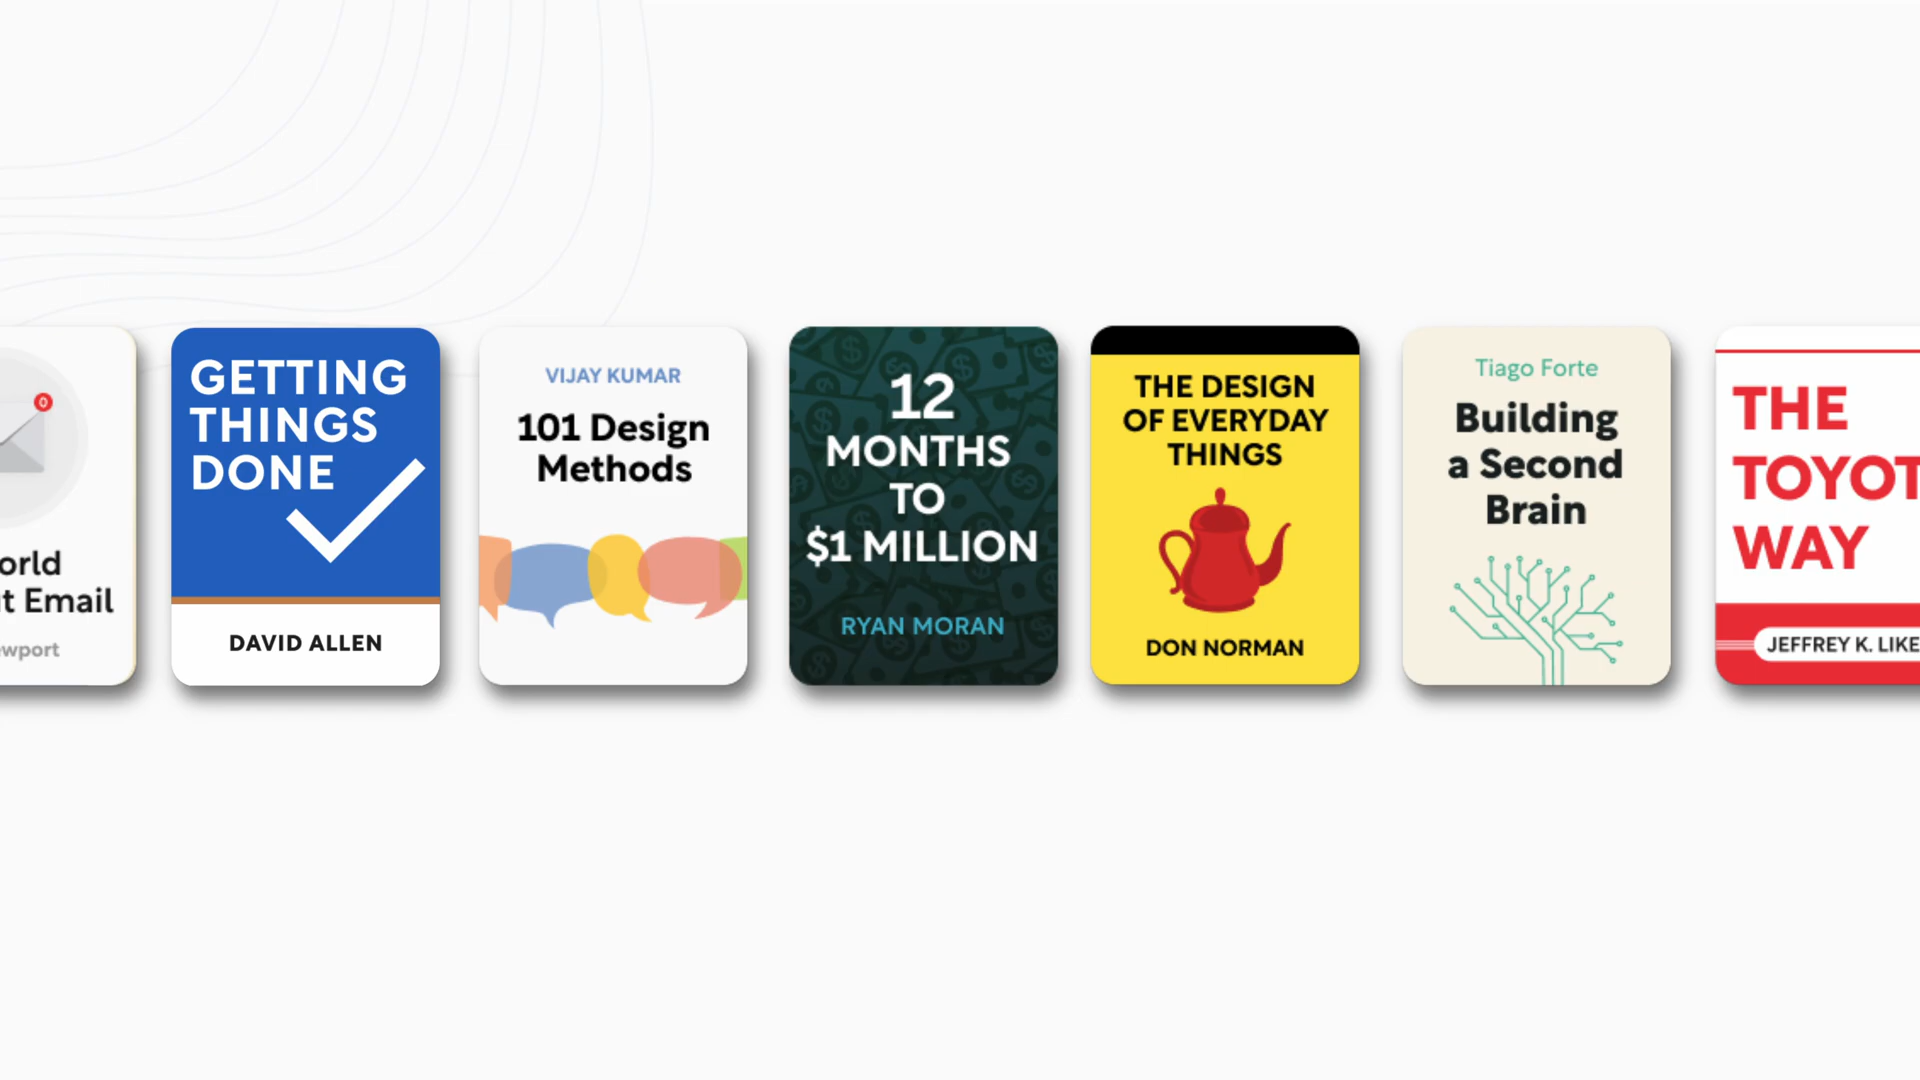 0
orld
t Email
wport
GETTING
THINGS
DONE
DAVID ALLEN
VIJAY KUMAR
101 Design
Methods
12
MONTHS
TO
$1 MILLION
RYAN MORAN
THE DESIGN
OF EVERYDAY
THINGS
DON NORMAN
Tiago Forte
Building
a Second
Brain
THE
TOYOT
WAY
JEFFREY K. LIKE